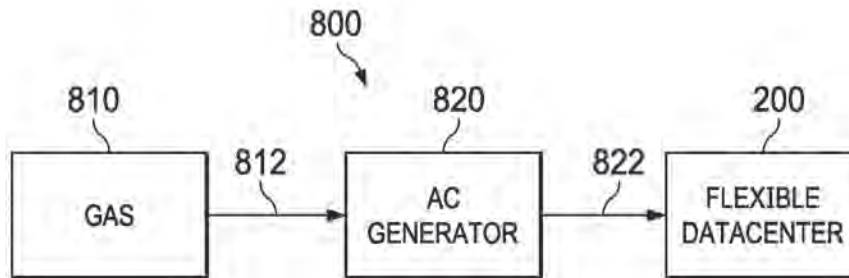 800
810
820
200
812
822
GAS
AC
GENERATOR
FLEXIBLE
DATACENTER